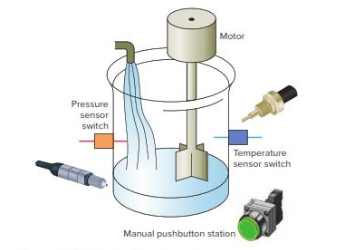 Motor
Pressure
sensor
switch
Temperature
sensor switch
Manual pushbutton station